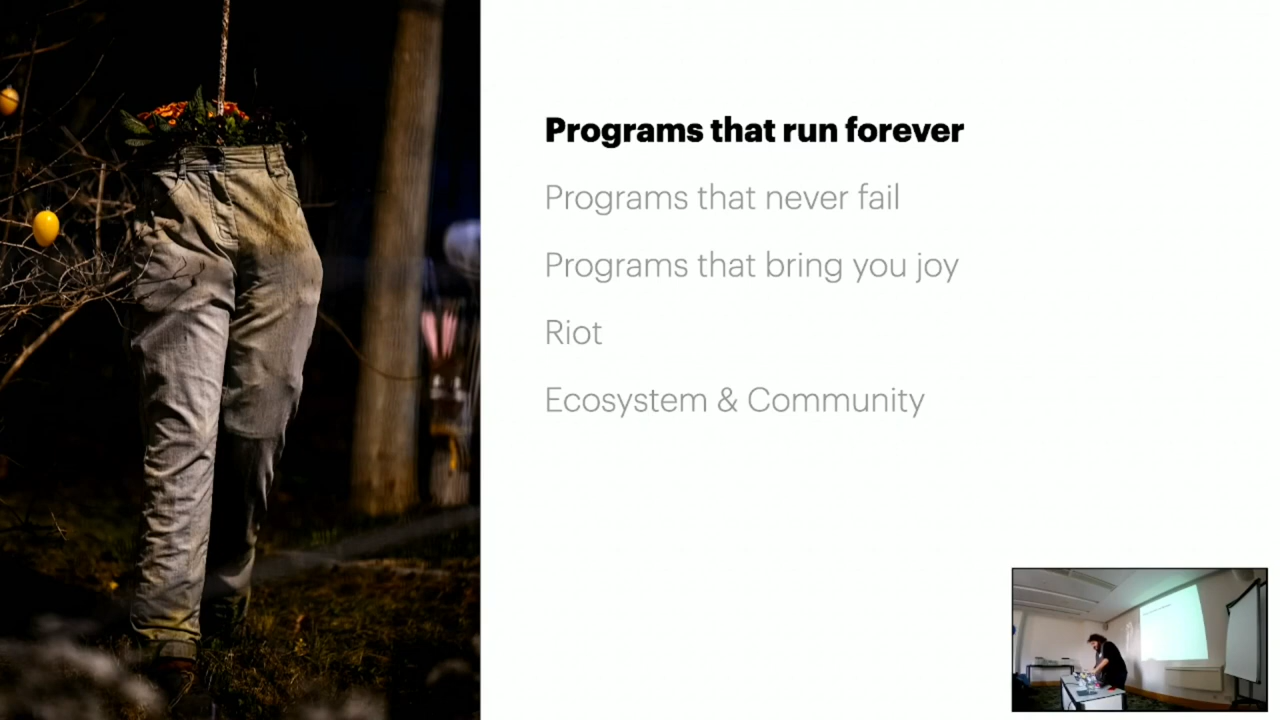 Programs that run forever
Programs that never fail
Programs that bring you joy
Riot
Ecosystem & Community